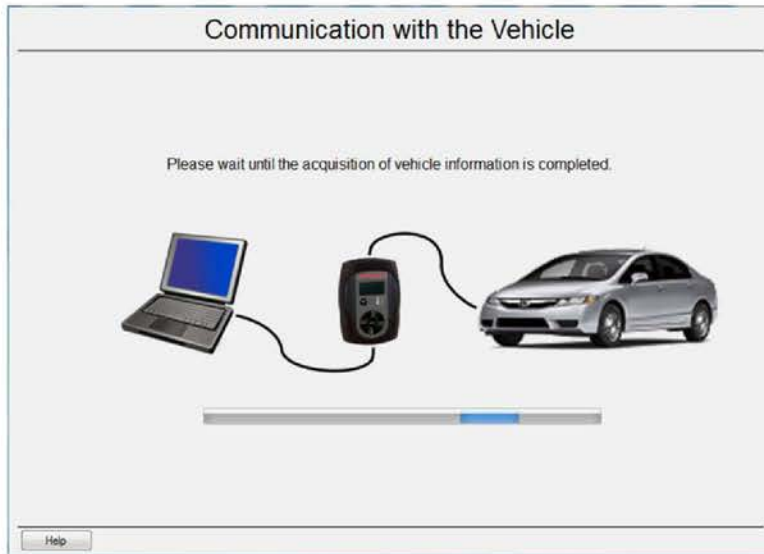 Communication with the Vehicle
Please wait until the acquisition of vehicle information is completed.
Help